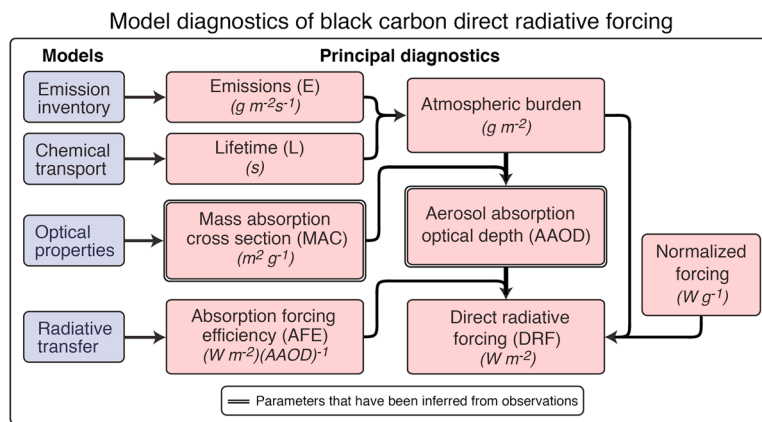 Model diagnostics of black carbon direct radiative forcing
Models
Principal diagnostics
Emission
inventory
Emissions (E)
(g m⁻²s⁻¹)
Atmospheric burden
(g m⁻²)
Chemical
transport
Lifetime (L)
(s)
Optical
properties
Mass absorption
cross section (MAC)
(m² g⁻¹)
Aerosol absorption
optical depth (AAOD)
Normalized
forcing
(W g⁻¹)
Radiative
transfer
Absorption forcing
efficiency (AFE)
(W m⁻²)(AAOD)⁻¹
Direct radiative
forcing (DRF)
(W m⁻²)
Parameters that have been inferred from observations